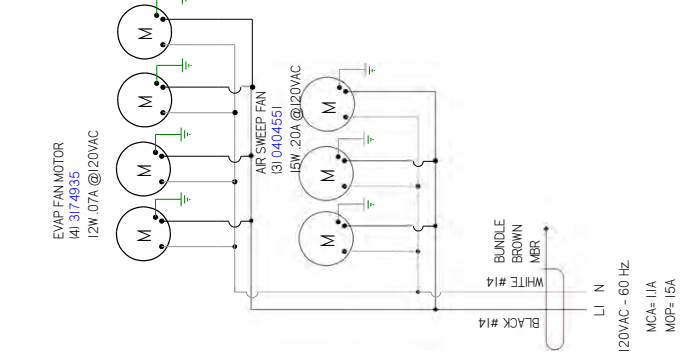 EVAP FAN MOTOR
(4) 3174935
12W .07A @120VAC
M
M
M
M
AIR SWEEP FAN
(3) 0404551
15W .20A @120VAC
M
M
M
BUNDLE
BROWN
MBR
WHITE #14
BLACK #14
L1 N
120VAC - 60 HZ.
MCA= 1.1A
MOP= 15A